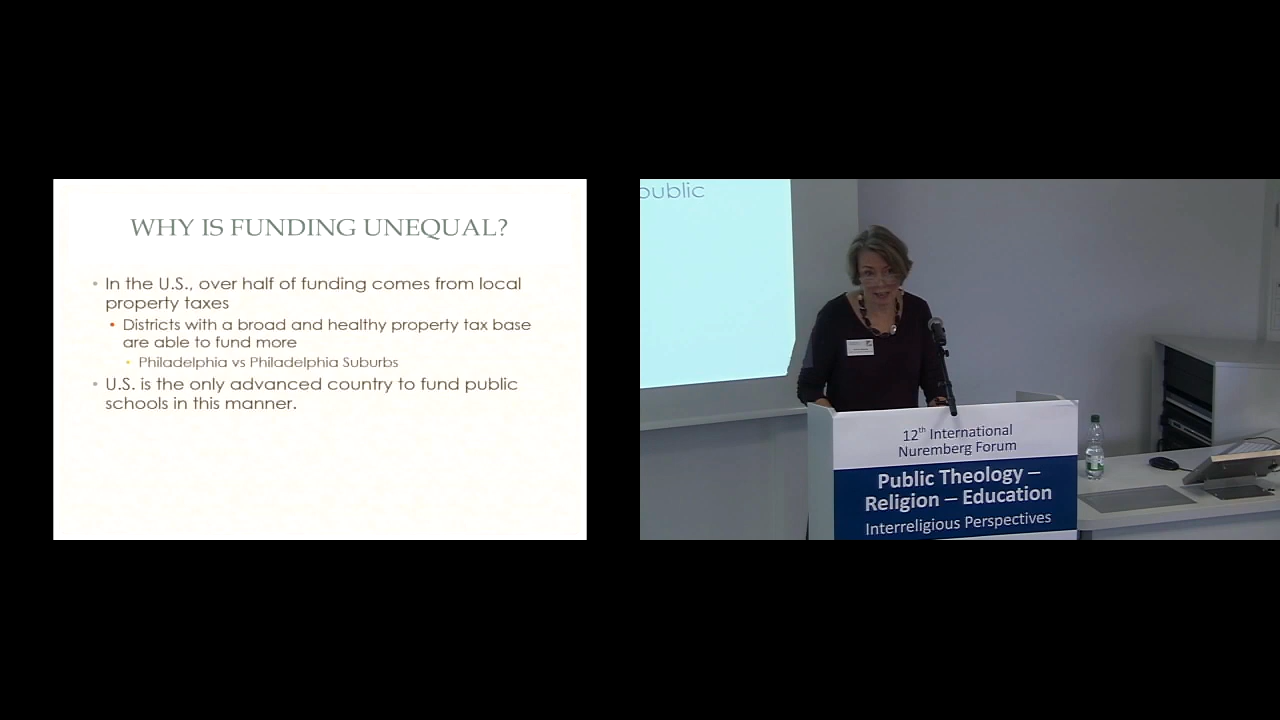 WHY IS FUNDING UNEQUAL?
In the U.S., over half of funding comes from local
property taxes
Districts with a broad and healthy property tax base
are able to fund more
Philadelphia vs Philadelphia Suburbs
U.S. is the only advanced country to fund public
schools in this manner.
public
12th International
Nuremberg Forum
Public Theology –
Religion – Education
Interreligious Perspectives